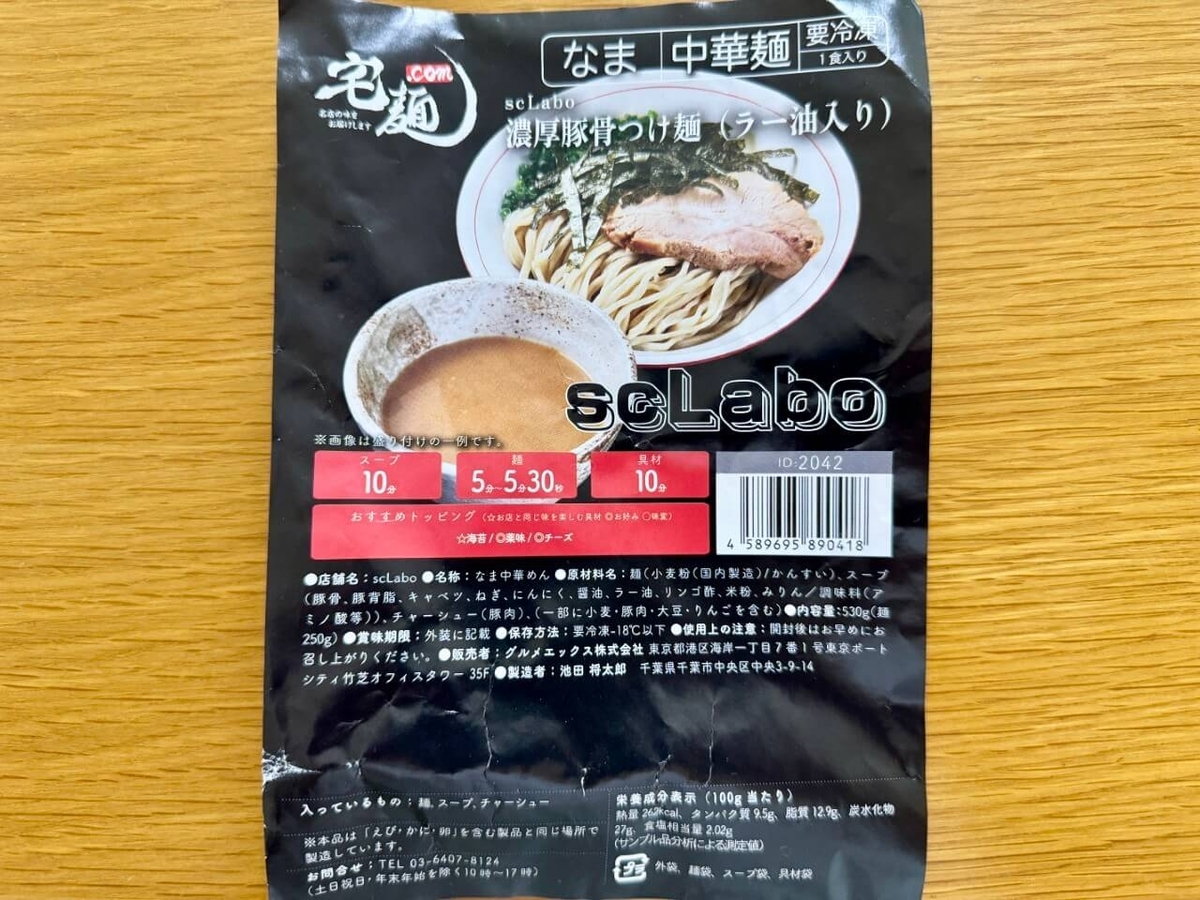 なま 中華麺 要冷凍 1食入り
宅麺.com
名店の味を
お届けします
scLabo
濃厚豚骨つけ麺（ラー油入り）
scLabo
※画像は盛り付けの一例です。
スープ 10分
麺 5分~5分30秒
具材 10分
ID:2042
おすすめトッピング（☆お店と同じ味を楽しむ具材 ◎お好み 〇味変）
☆海苔/◎薬味/◎チーズ
4 589695 890418
●店舗名：scLabo ●名称：なま中華めん ●原材料名：麺(小麦粉(国内製造)/かんすい)、スープ
(豚骨、豚背脂、キャベツ、ねぎ、にんにく、醤油、ラー油、リンゴ酢、米粉、みりん/調味料(ア
ミノ酸等))、チャーシュー(豚肉)、(一部に小麦・豚肉・大豆・りんごを含む)●内容量:530g(麺
250g) ●賞味期限：外装に記載 ●保存方法：要冷凍-18℃以下 ●使用上の注意：開封後はお早めにお
召し上がりください。●販売者：グルメエックス株式会社 東京都港区海岸一丁目7番1号東京ポート
シティ竹芝オフィスタワー 35F ●製造者：池田 将太郎 千葉県千葉市中央区中央3-9-14
入っているもの：麺、スープ、チャーシュー
※本品は「えび・かに・卵」を含む製品と同じ場所で
製造しています。
お問合せ：TEL 03-6407-8124
(土日祝日・年末年始を除く10時～17時)
栄養成分表示（100g当たり）
熱量 262kcal、タンパク質 9.5g、脂質 12.9g、炭水化物
27g、食塩相当量 2.02g
(サンプル品分析による測定値)
プラ 外袋、麺袋、スープ袋、具材袋